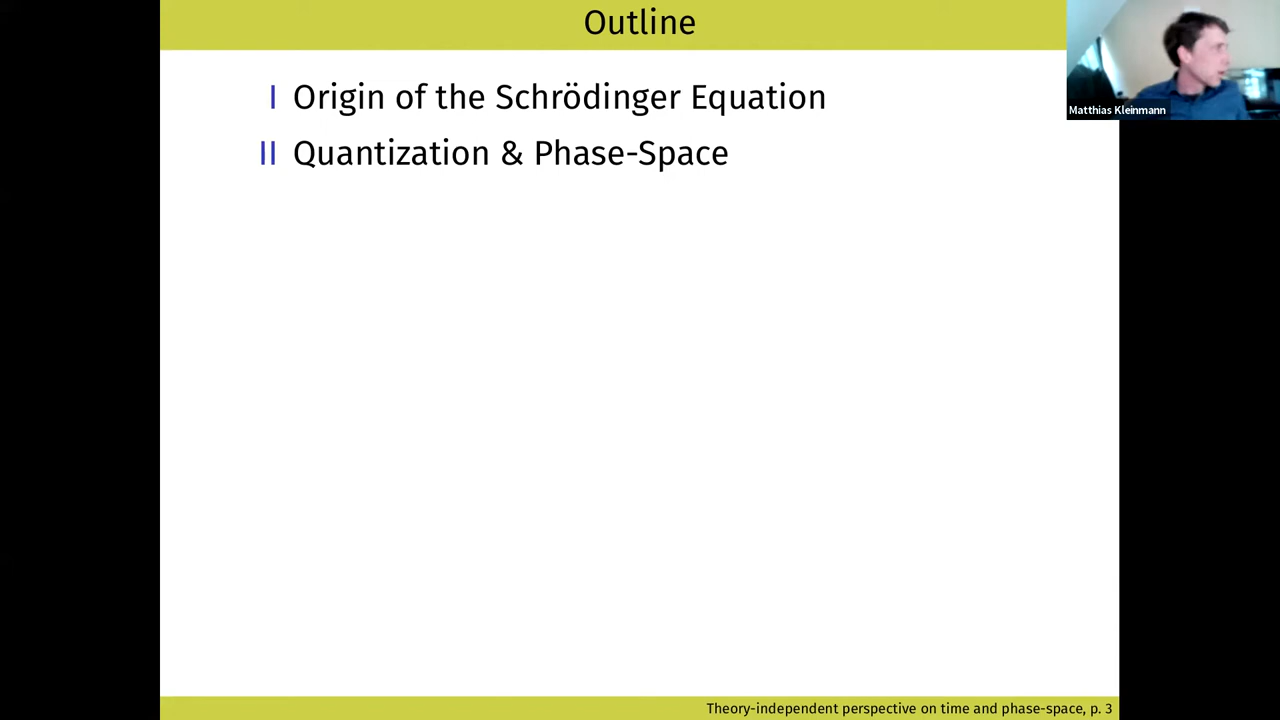 Outline
Matthias Kleinmann
I Origin of the Schrödinger Equation
II Quantization & Phase-Space
Theory-independent perspective on time and phase-space, p. 3